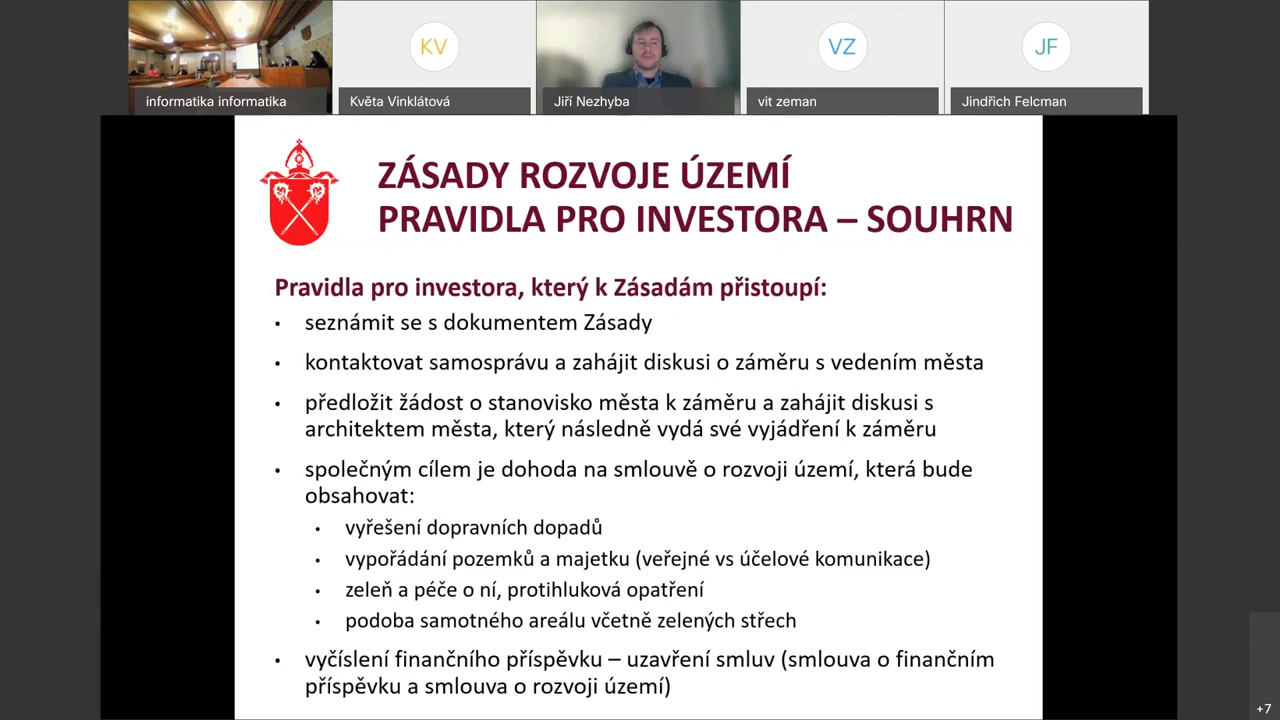 KV
VZ
JF
informatika informatika
Květa Vinklátová
Jiří Nezhyba
vit zeman
Jindřich Felcman
ZÁSADY ROZVOJE ÚZEMÍ
PRAVIDLA PRO INVESTORA – SOUHRN
Pravidla pro investora, který k Zásadám přistoupí:
• seznámit se s dokumentem Zásady
• kontaktovat samosprávu a zahájit diskusi o záměru s vedením města
• předložit žádost o stanovisko města k záměru a zahájit diskusi s
architektem města, který následně vydá své vyjádření k záměru
• společným cílem je dohoda na smlouvě o rozvoji území, která bude
obsahovat:
• vyřešení dopravních dopadů
• vypořádání pozemků a majetku (veřejné vs účelové komunikace)
• zeleň a péče o ní, protihluková opatření
• podoba samotného areálu včetně zelených střech
• vyčíslení finančního příspěvku – uzavření smluv (smlouva o finančním
příspěvku a smlouva o rozvoji území)
+7